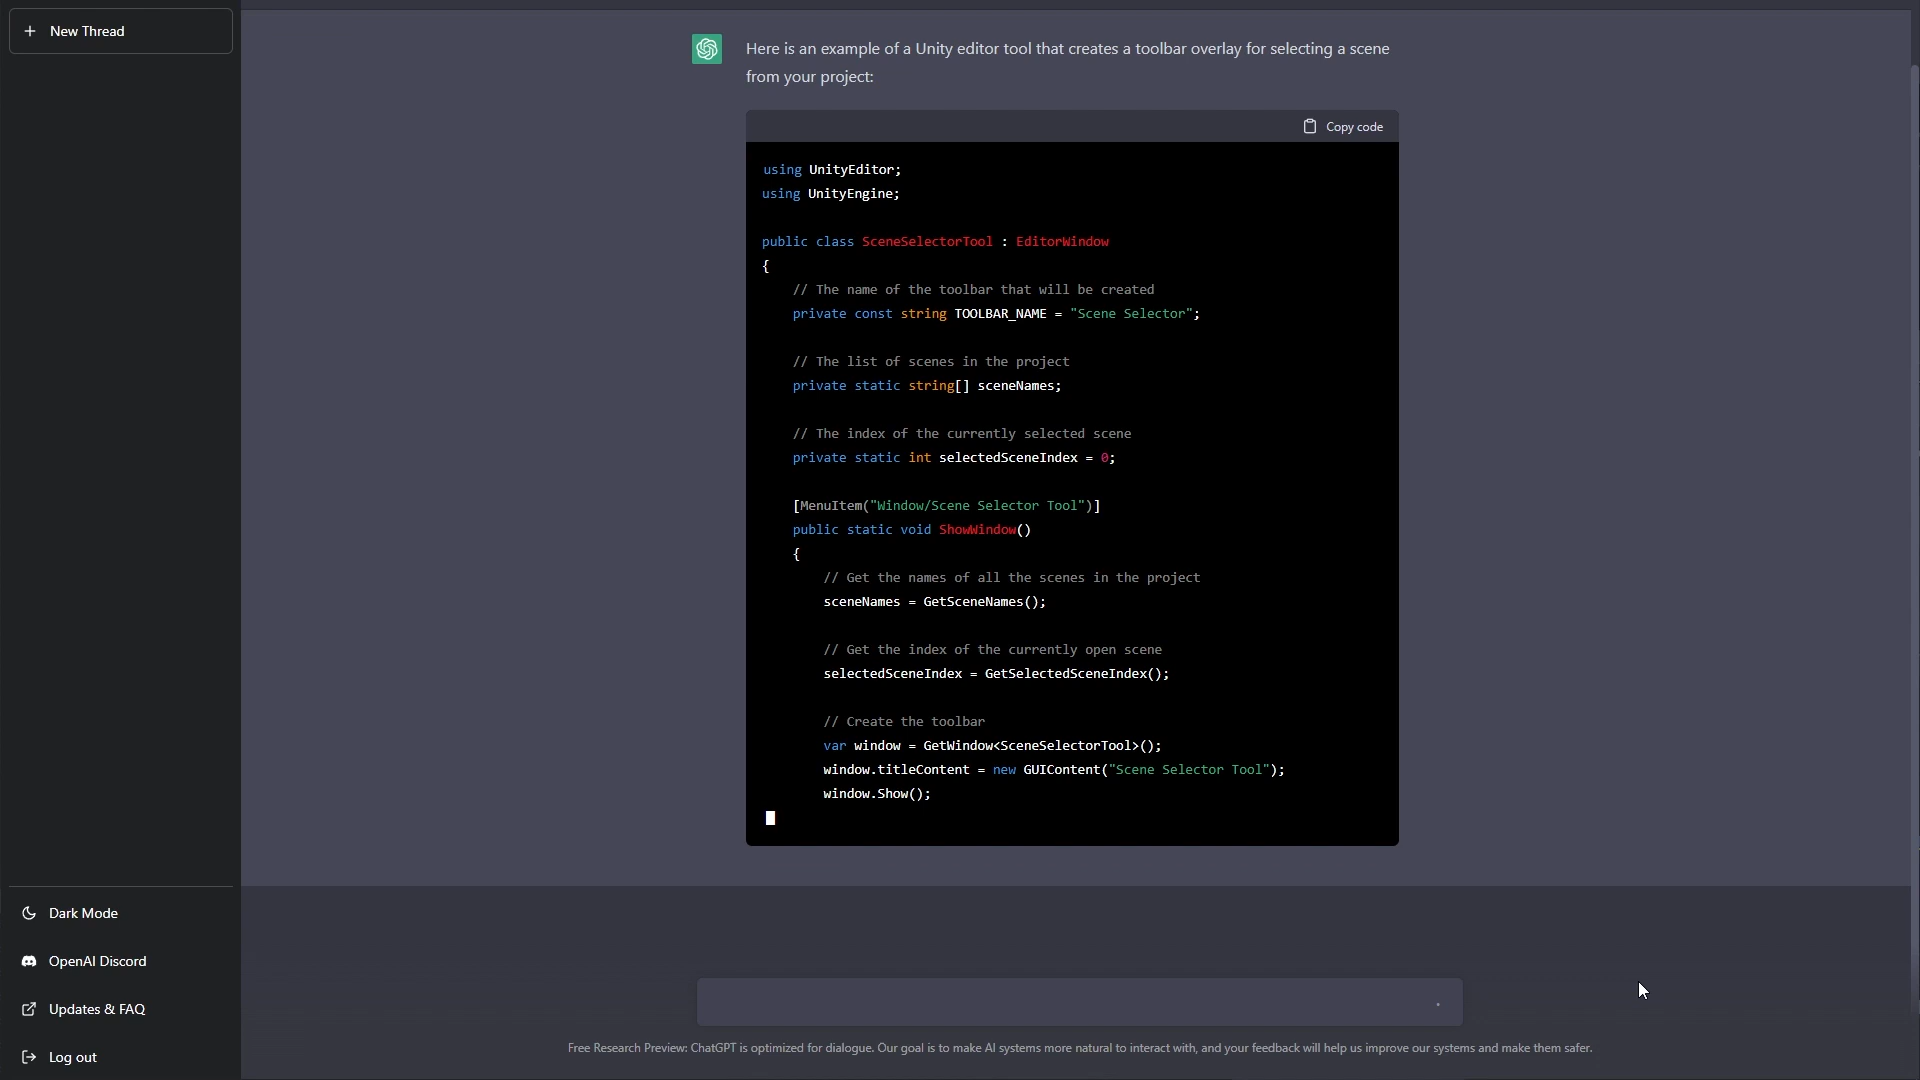 New Thread
Here is an example of a Unity editor tool that creates a toolbar overlay for selecting a scene
from your project:
Copy code
using UnityEditor;
using UnityEngine;
public class SceneSelectorTool : EditorWindow
{
// The name of the toolbar that will be created
private const string TOOLBAR_NAME = "Scene Selector";
// The list of scenes in the project
private static string[] sceneNames;
// The index of the currently selected scene
private static int selectedSceneIndex = 0;
[MenuItem("Window/Scene Selector Tool")]
public static void ShowWindow()
{
// Get the names of all the scenes in the project
sceneNames = GetSceneNames();
// Get the index of the currently open scene
selectedSceneIndex = GetSelectedSceneIndex();
// Create the toolbar
var window = GetWindow<SceneSelectorTool>();
window.titleContent = new GUIContent("Scene Selector Tool");
window.Show();
Dark Mode
OpenAI Discord
Updates & FAQ
Log out
Free Research Preview: ChatGPT is optimized for dialogue. Our goal is to make AI systems more natural to interact with, and your feedback will help us improve our systems and make them safer.